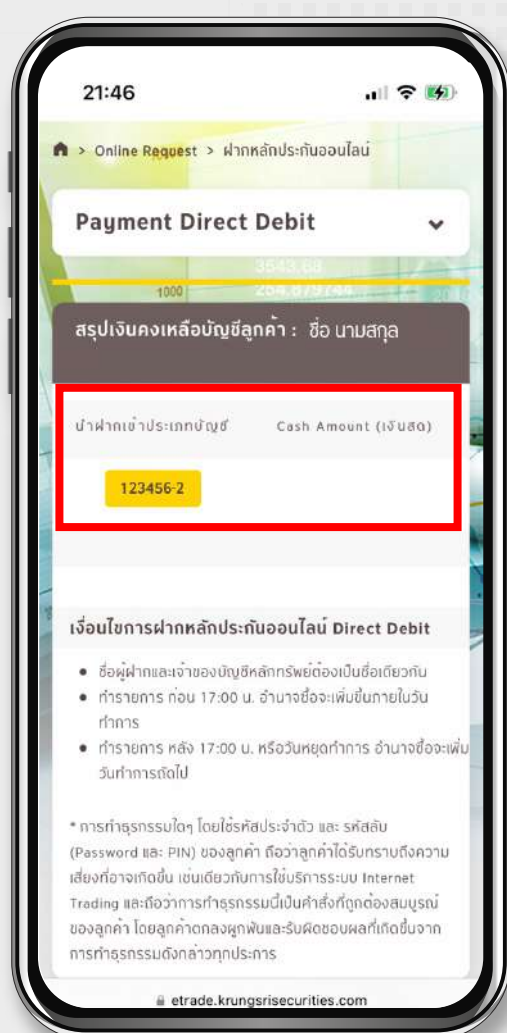 21:46
> Online Request > ฝากหลักประกันออนไลน์
Payment Direct Debit
3543.68
1000 254.879744
สรุปเงินคงเหลือบัญชีลูกค้า : ชื่อ นามสกุล
นำฝากเข้าประเภทบัญชี Cash Amount (เงินสด)
123456-2
เงื่อนไขการฝากหลักประกันออนไลน์ Direct Debit
• ชื่อผู้ฝากและเจ้าของบัญชีหลักทรัพย์ต้องเป็นชื่อเดียวกัน
• ทำรายการ ก่อน 17:00 น. อำนาจซื้อจะเพิ่มขึ้นภายในวัน
ทำการ
• ทำรายการ หลัง 17:00 น. หรือวันหยุดทำการ อำนาจซื้อจะเพิ่ม
วันทำการถัดไป
* การทำธุรกรรมใดๆ โดยใช้รหัสประจำตัว และ รหัสลับ
(Password และ PIN) ของลูกค้า ถือว่าลูกค้าได้รับทราบถึงความ
เสี่ยงที่อาจเกิดขึ้น เช่นเดียวกับการใช้บริการระบบ Internet
Trading และถือว่าการทำธุรกรรมนี้เป็นคำสั่งที่ถูกต้องสมบูรณ์
ของลูกค้า โดยลูกค้าตกลงผูกพันและรับผิดชอบผลที่เกิดขึ้นจาก
การทำธุรกรรมดังกล่าวทุกประการ
etrade.krungsrisecurities.com